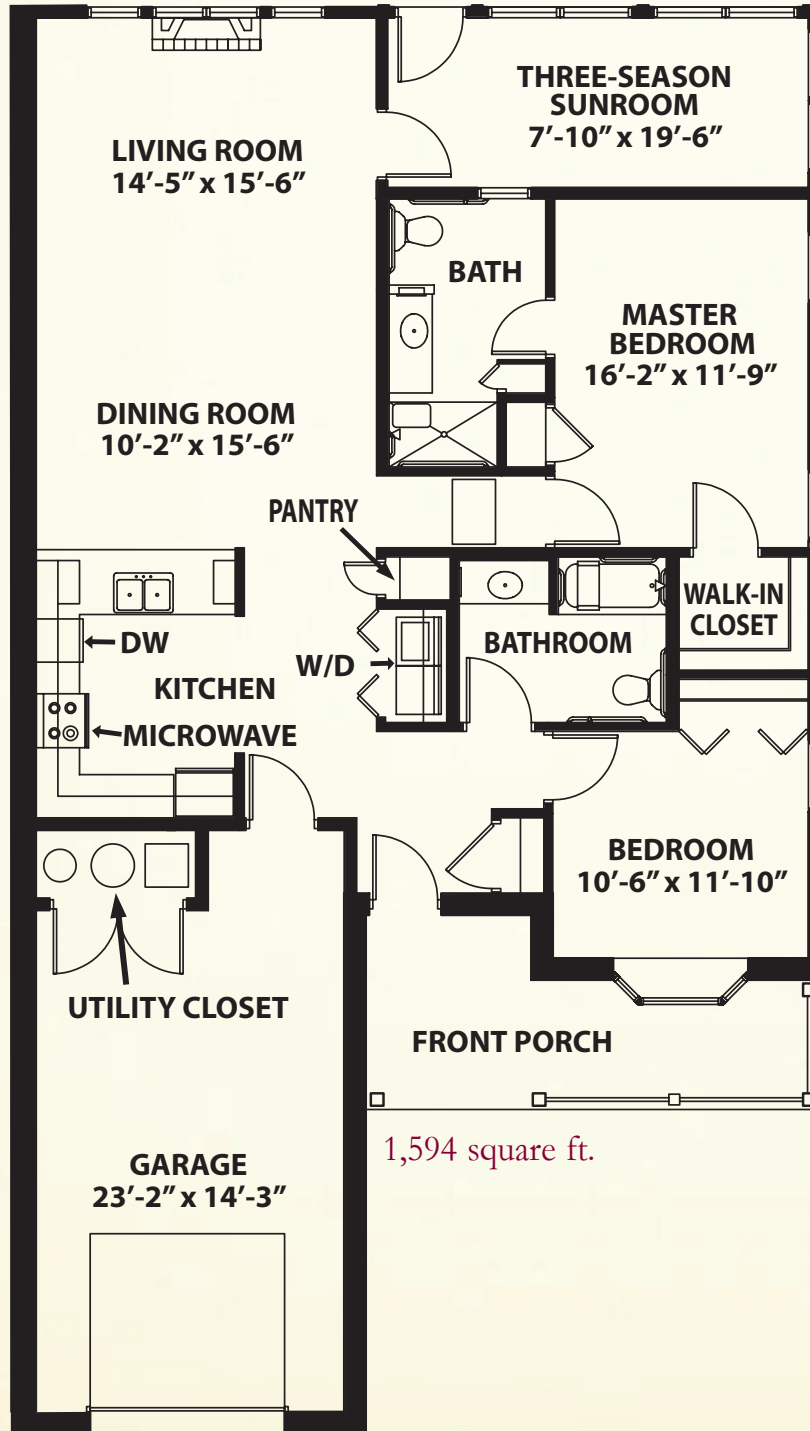 THREE-SEASON
SUNROOM
7’-10” x 19’-6”
LIVING ROOM
14’-5” x 15’-6”
BATH
MASTER
BEDROOM
16’-2” x 11’-9”
DINING ROOM
10’-2” x 15’-6”
PANTRY
WALK-IN
CLOSET
DW
BATHROOM
W/D
KITCHEN
MICROWAVE
BEDROOM
10’-6” x 11’-10”
UTILITY CLOSET
FRONT PORCH
1,594 square ft.
GARAGE
23’-2” x 14’-3”